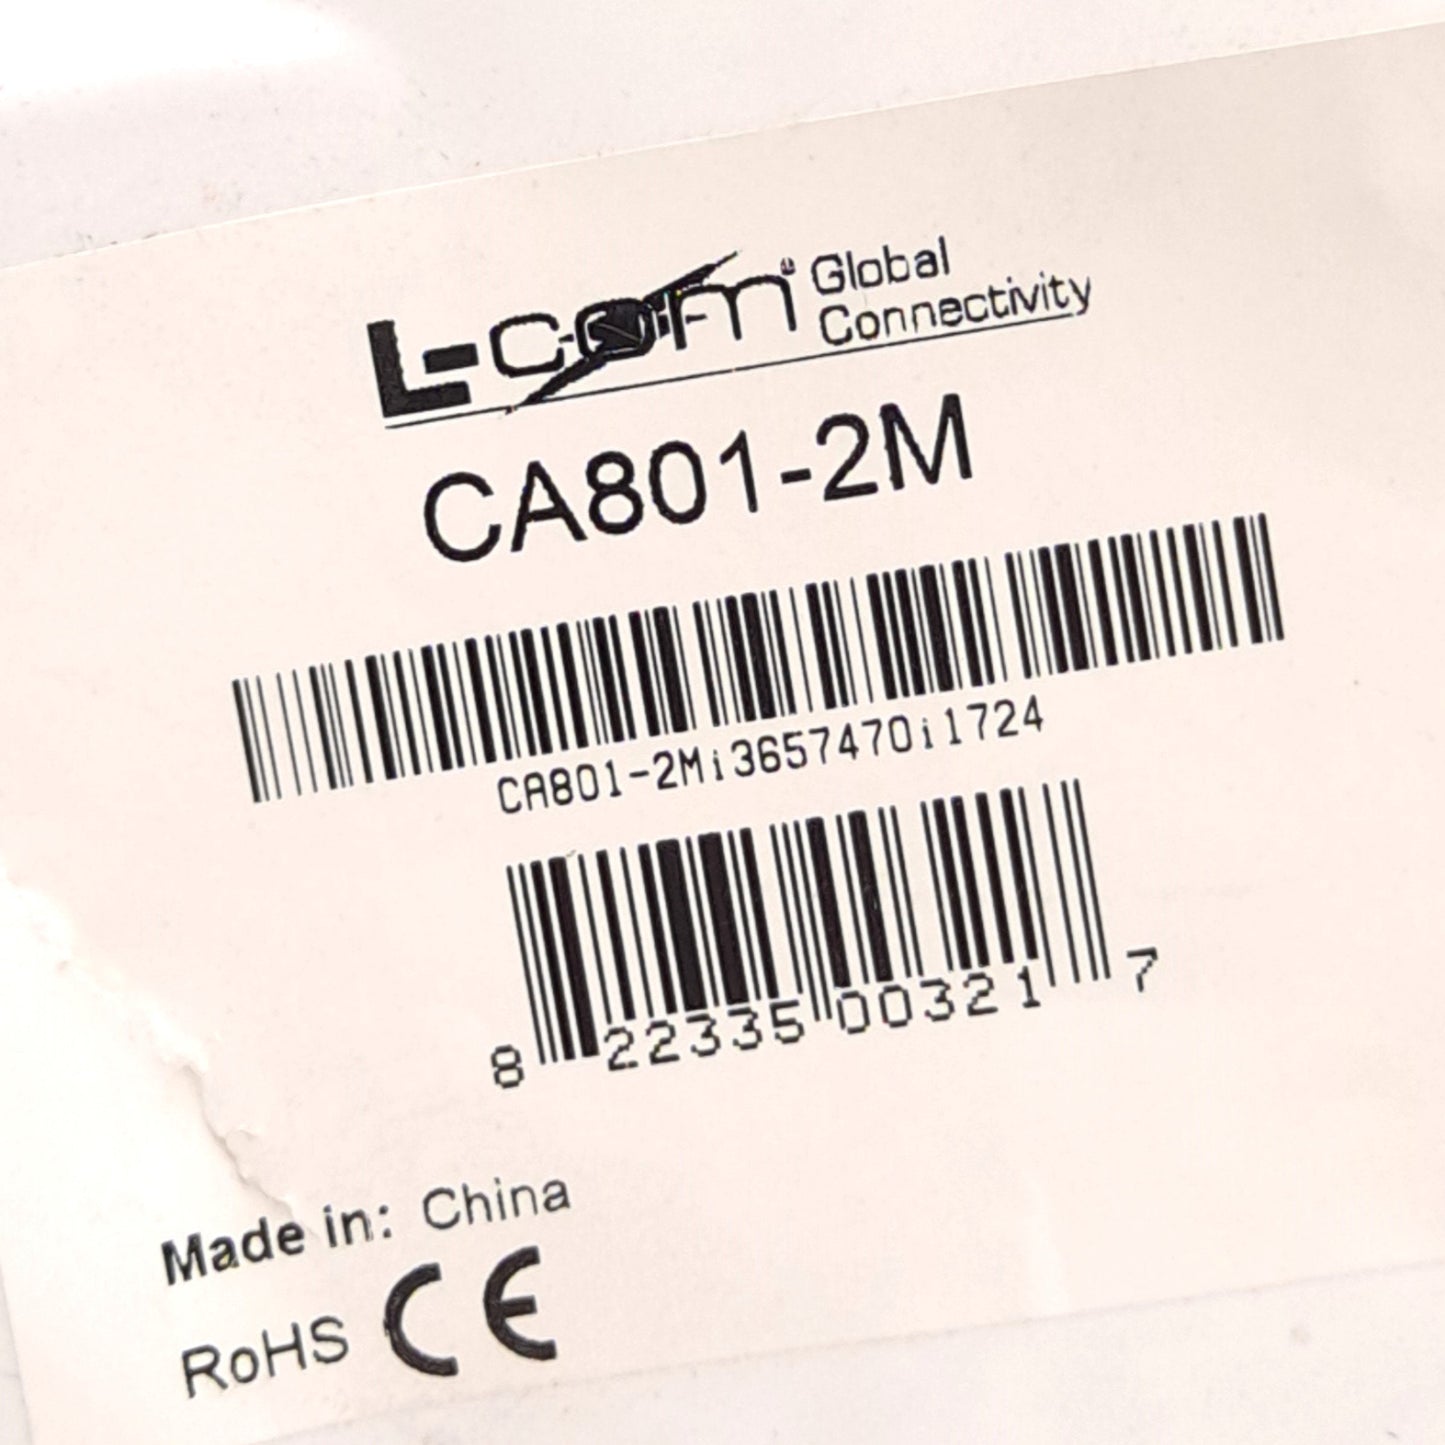 L-com® Global
Connectivity
CA801-2M
CA801-2Mi3657470i1724
8 22335 00321 7
Made in: China
RoHS CE